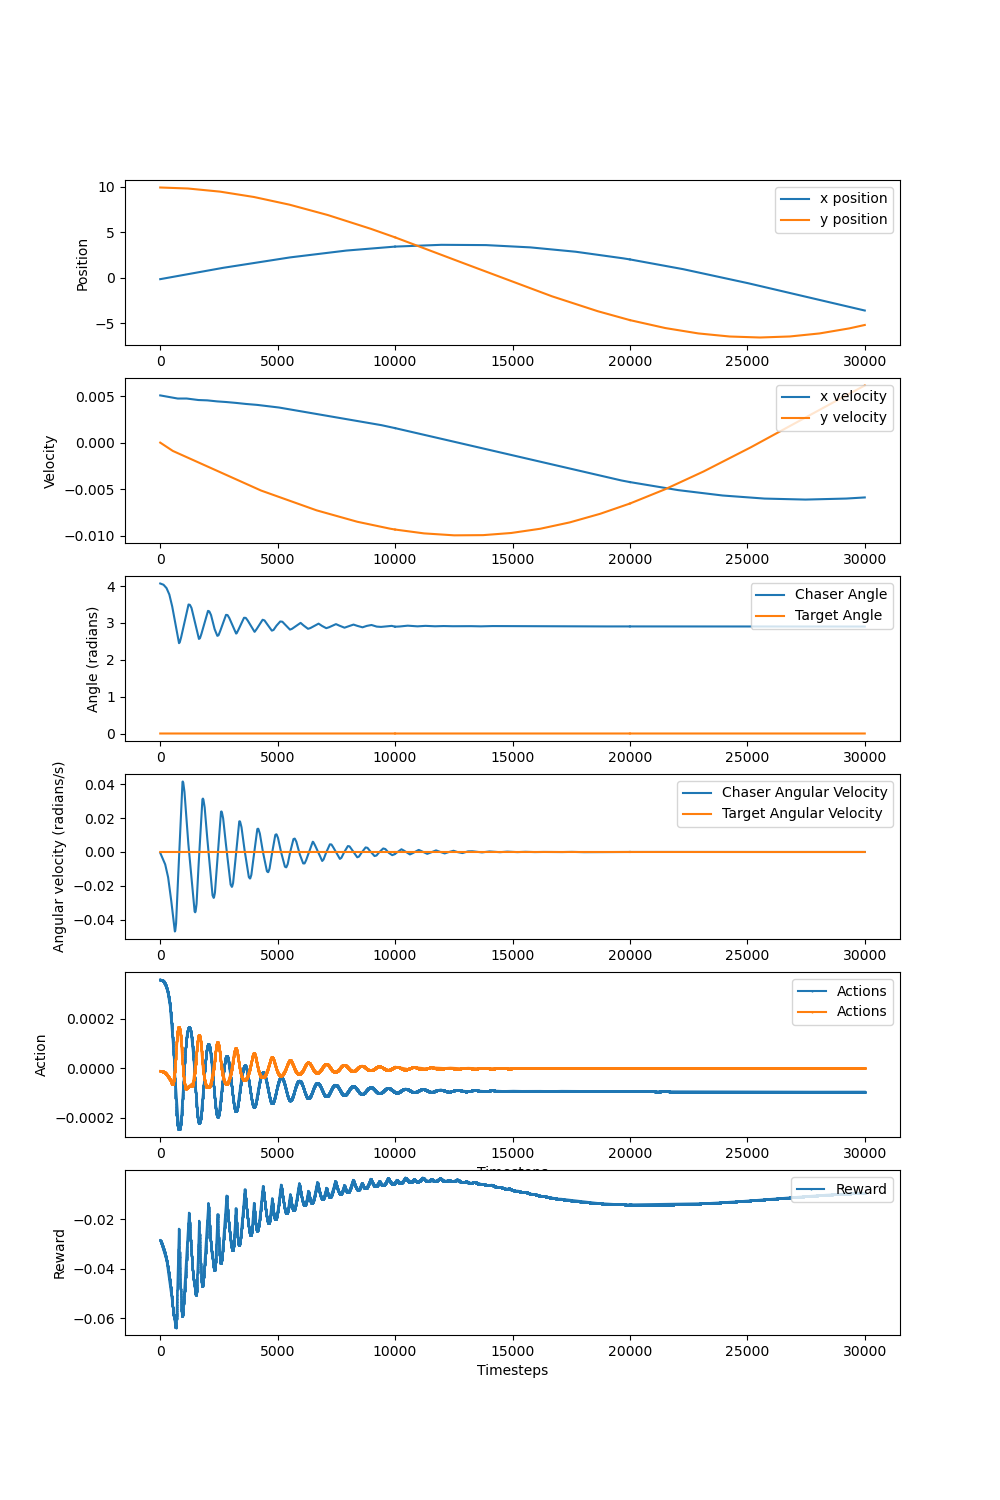 10
5
0
−5
Position
x position
y position
0 5000 10000 15000 20000 25000 30000
0.005
0.000
−0.005
−0.010
Velocity
x velocity
y velocity
0 5000 10000 15000 20000 25000 30000
4
3
2
1
0
Angle (radians)
Chaser Angle
Target Angle
0 5000 10000 15000 20000 25000 30000
0.04
0.02
0.00
−0.02
−0.04
Angular velocity (radians/s)
Chaser Angular Velocity
Target Angular Velocity
0 5000 10000 15000 20000 25000 30000
0.0002
0.0000
−0.0002
Action
Actions
Actions
0 5000 10000 15000 20000 25000 30000
Timesteps
−0.02
−0.04
−0.06
Reward
Reward
0 5000 10000 15000 20000 25000 30000
Timesteps